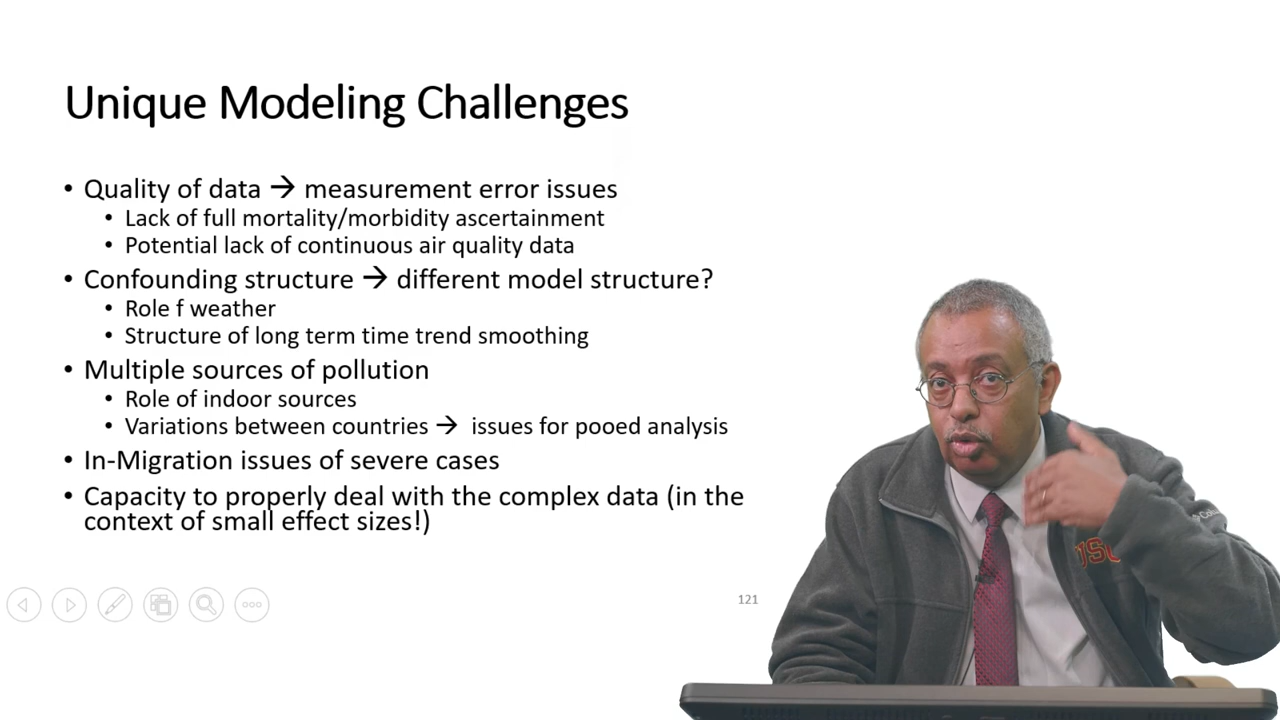 Unique Modeling Challenges
• Quality of data → measurement error issues
• Lack of full mortality/morbidity ascertainment
• Potential lack of continuous air quality data
• Confounding structure → different model structure?
• Role f weather
• Structure of long term time trend smoothing
• Multiple sources of pollution
• Role of indoor sources
• Variations between countries → issues for pooed analysis
• In-Migration issues of severe cases
• Capacity to properly deal with the complex data (in the
context of small effect sizes!)
121
USC